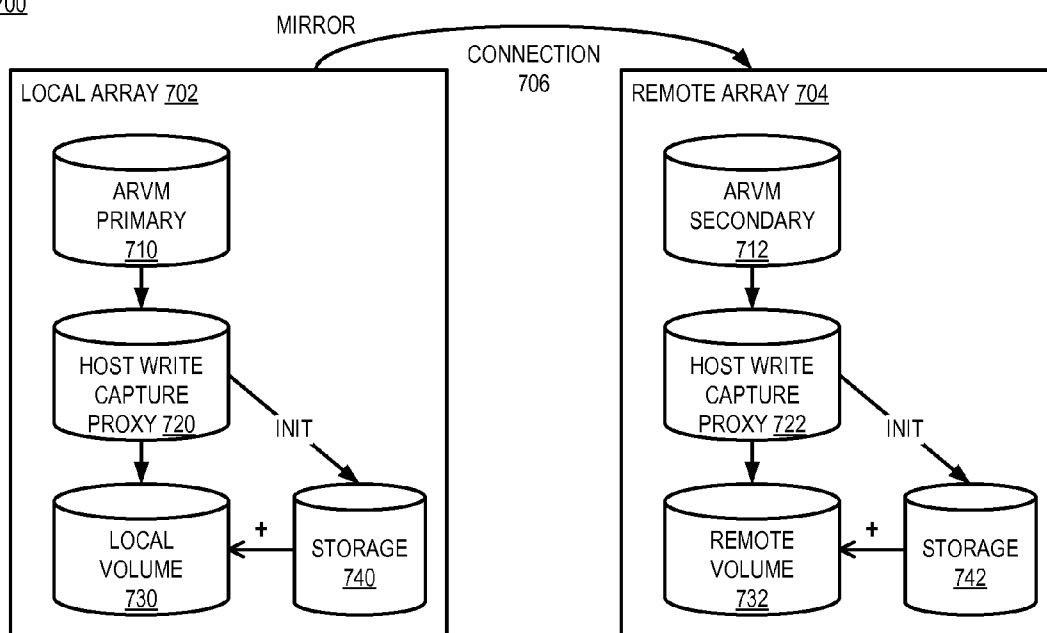 700
MIRROR
CONNECTION
706
LOCAL ARRAY 702
ARVM
PRIMARY
710
HOST WRITE
CAPTURE
PROXY 720
INIT
LOCAL
VOLUME
730
+
STORAGE
740
REMOTE ARRAY 704
ARVM
SECONDARY
712
HOST WRITE
CAPTURE
PROXY 722
INIT
REMOTE
VOLUME
732
+
STORAGE
742